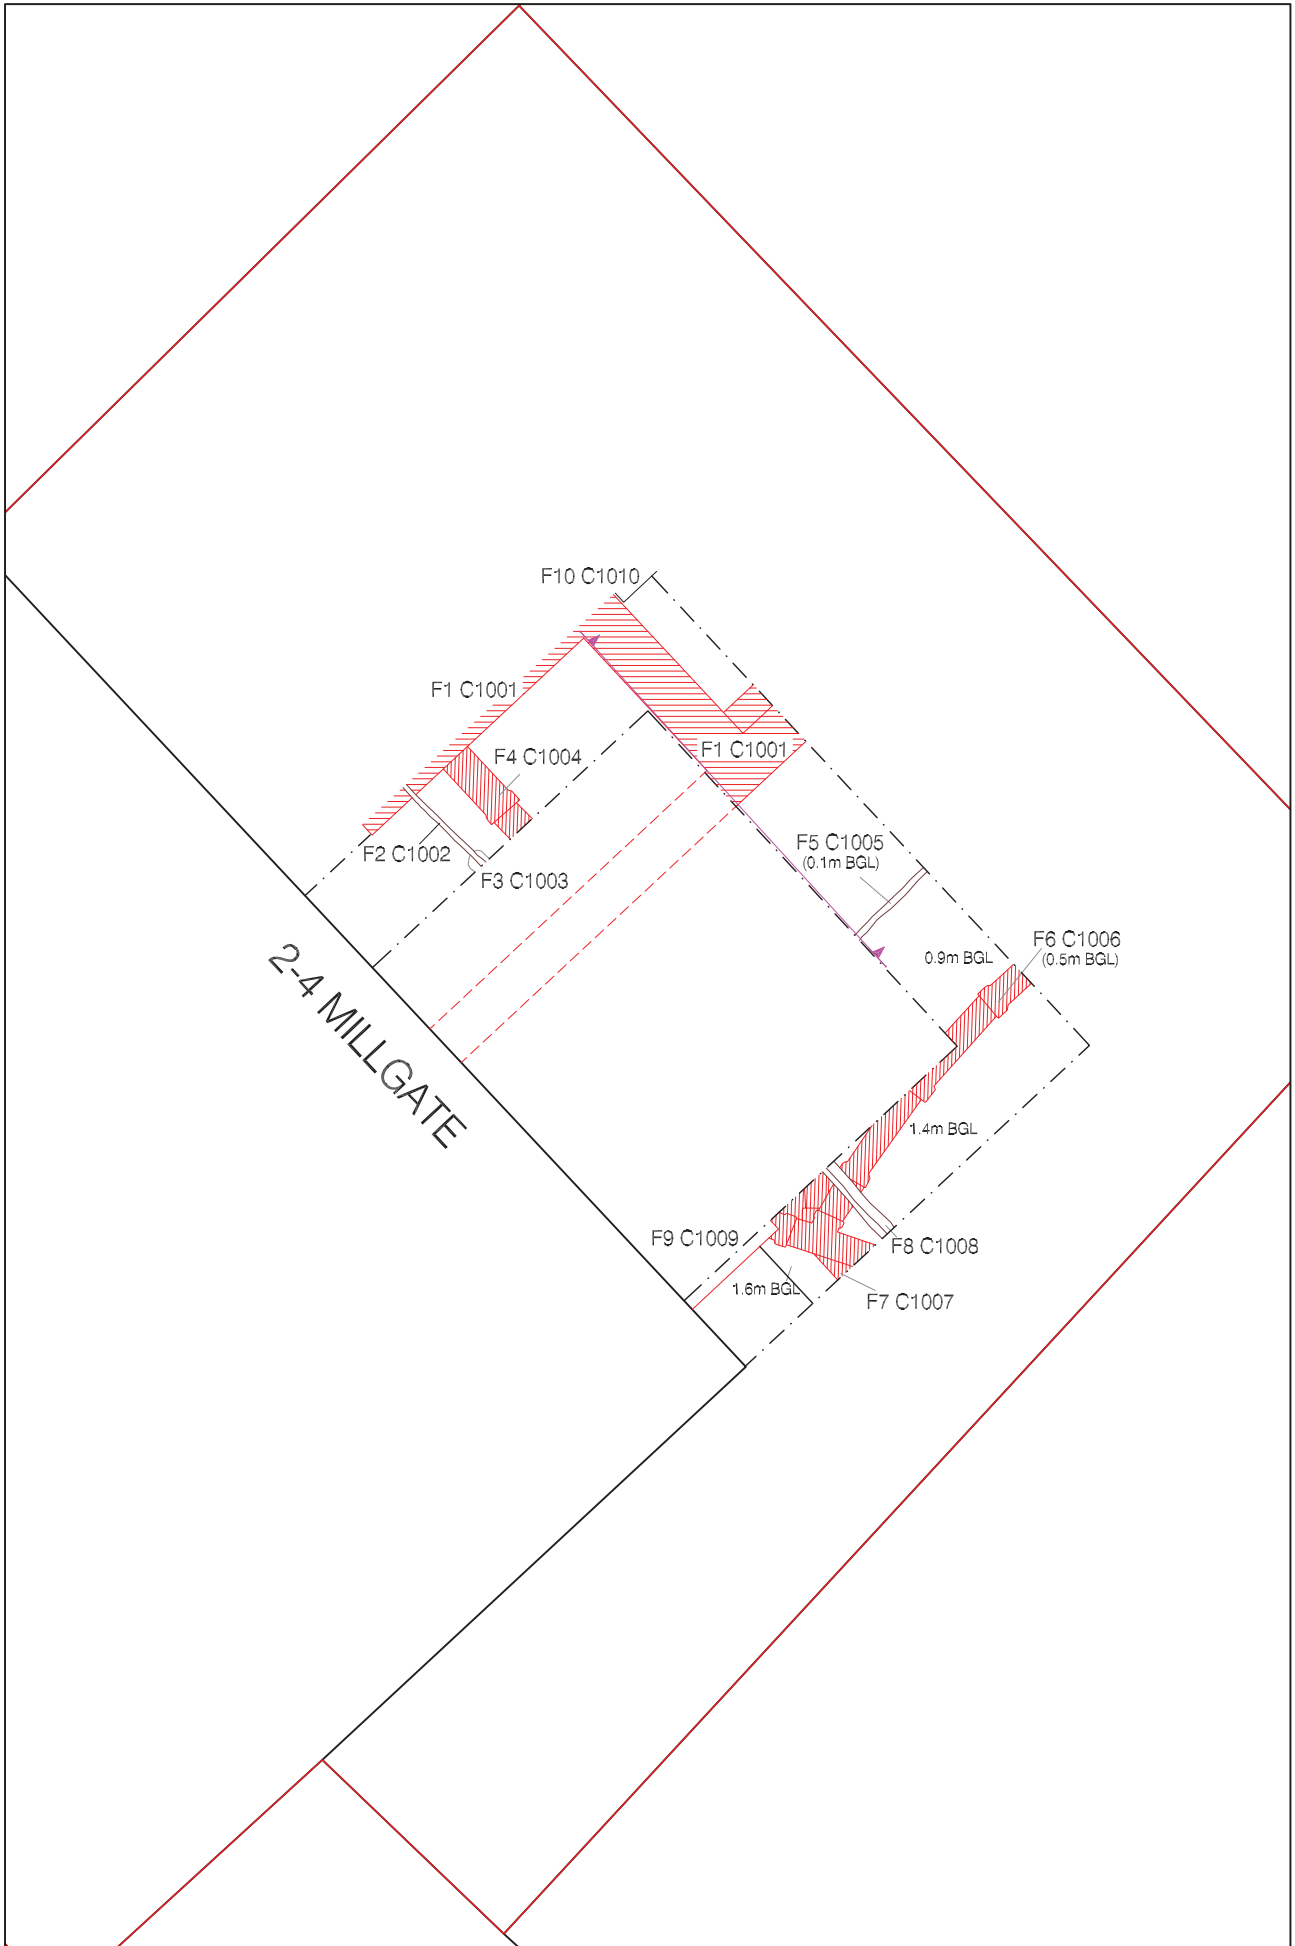 F10 C1010
F1 C1001
F1 C1001
F4 C1004
F2 C1002
F3 C1003
F5 C1005
(0.1m BGL)
F6 C1006
(0.5m BGL)
0.9m BGL
2-4 MILLGATE
1.4m BGL
F9 C1009
F8 C1008
1.6m BGL
F7 C1007